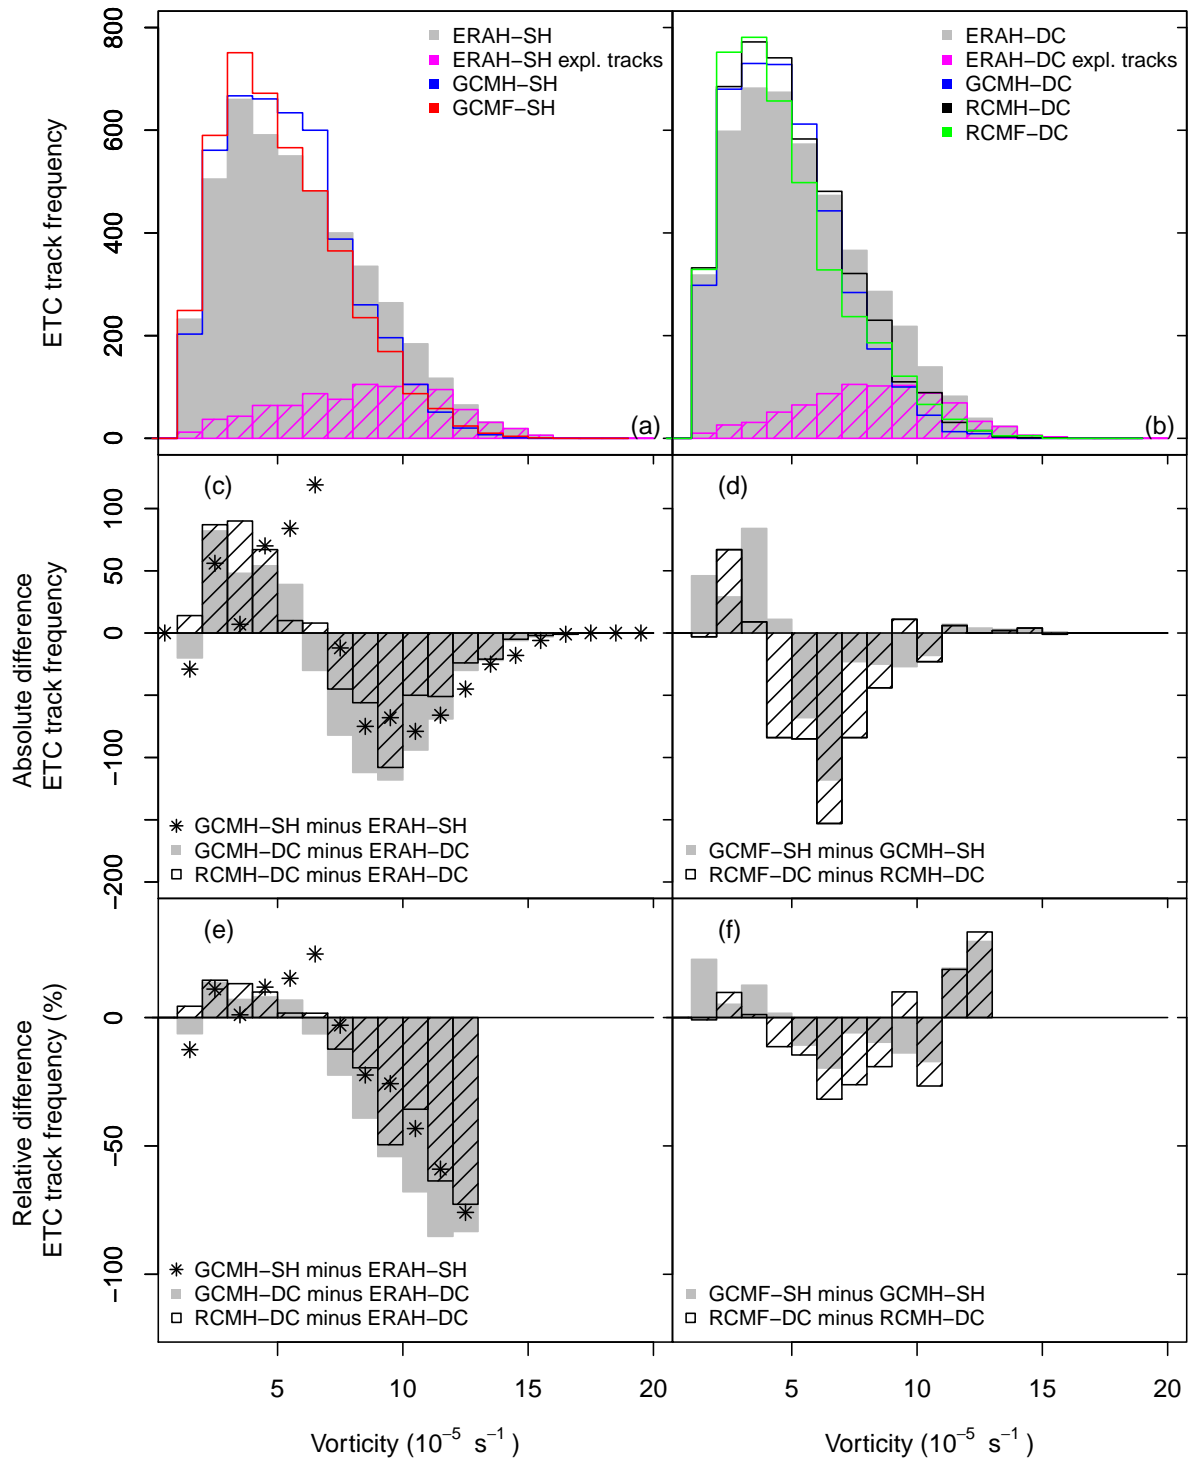 ERAH−SH
ERAH−SH expl. tracks
GCMH−SH
GCMF−SH
ERAH−DC
ERAH−DC expl. tracks
GCMH−DC
RCMH−DC
RCMF−DC
ETC track frequency
800
600
400
200
0
(a)
(b)
(c)
(d)
Absolute difference
ETC track frequency
100
50
0
−100
−200
GCMH−SH minus ERAH−SH
GCMH−DC minus ERAH−DC
RCMH−DC minus ERAH−DC
GCMF−SH minus GCMH−SH
RCMF−DC minus RCMH−DC
(e)
(f)
Relative difference
ETC track frequency (%)
0
−50
−100
GCMH−SH minus ERAH−SH
GCMH−DC minus ERAH−DC
RCMH−DC minus ERAH−DC
GCMF−SH minus GCMH−SH
RCMF−DC minus RCMH−DC
5 10 15 20
5 10 15 20
Vorticity (10⁻⁵ s⁻¹)
Vorticity (10⁻⁵ s⁻¹)